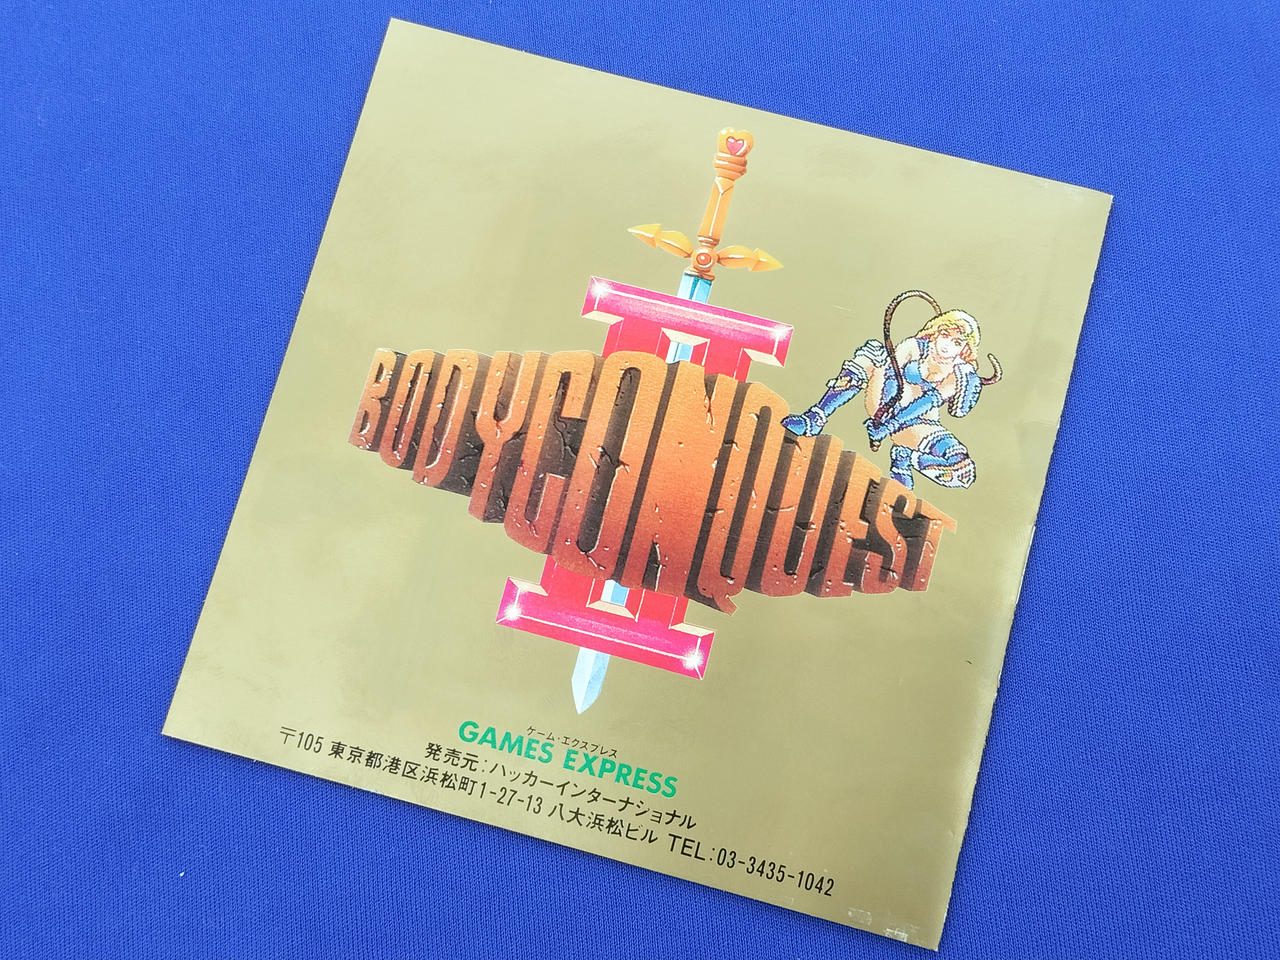 II
BODYCONQUEST
ケーム・エクスプレス
GAMES EXPRESS
発売元:ハッカーインターナショナル
〒105 東京都港区浜松町1-27-13 八大浜松ビル TEL:03-3435-1042